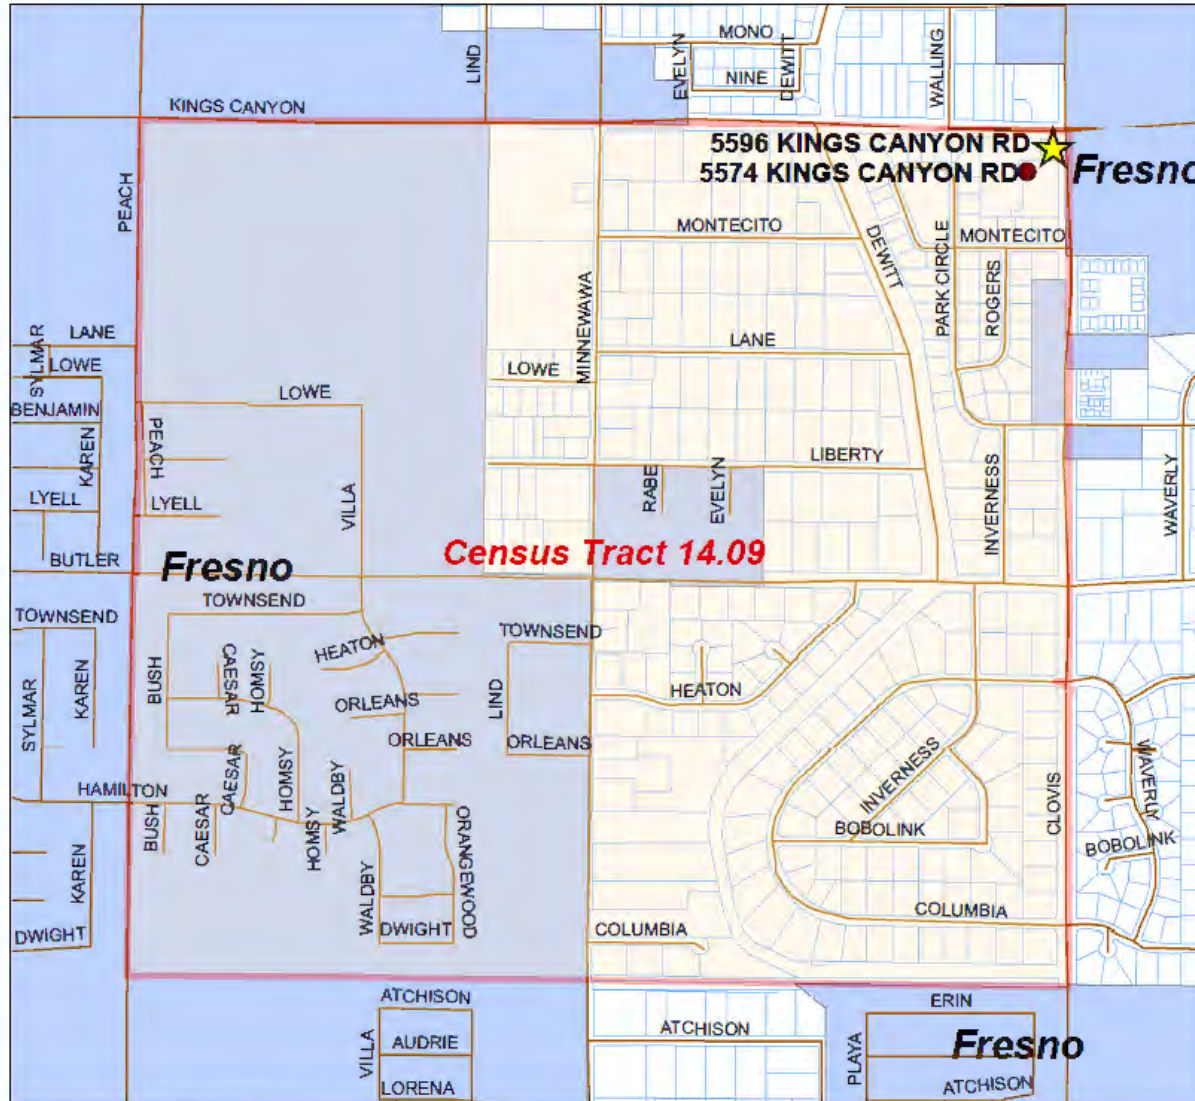 MONO
LIND
EVELYN
NINE
DEWITT
WALLING
KINGS CANYON
5596 KINGS CANYON RD
5574 KINGS CANYON RD
Fresno
PEACH
MONTECITO
DEWITT
PARK CIRCLE
MONTECITO
ROGERS
MINNEWAWA
LANE
SYLMAR
LOWE
LANE
LOWE
LOWE
BENJAMIN
KAREN
PEACH
LIBERTY
LYELL
LYELL
VILLA
RABE
EVELYN
INVERNESS
WAVERLY
BUTLER
Fresno
Census Tract 14.09
TOWNSEND
TOWNSEND
TOWNSEND
SYLMAR
KAREN
BUSH
CAESAR
HOMSY
HEATON
ORLEANS
LIND
HEATON
ORLEANS
ORLEANS
INVERNESS
WAVERLY
HAMILTON
CAESAR
HOMSY
WALDBY
CLOVIS
BUSH
CAESAR
HOMSY
ORANGEWOOD
BOBOLINK
BOBOLINK
KAREN
WALDBY
COLUMBIA
DWIGHT
DWIGHT
COLUMBIA
ATCHISON
ERIN
VILLA
AUDRIE
ATCHISON
PLAYA
Fresno
LORENA
ATCHISON